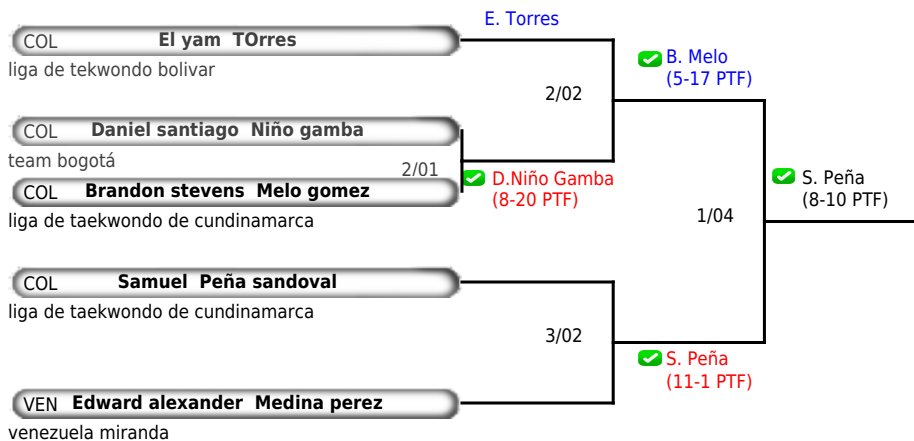 E. Torres
COL El yam TOrres
liga de tekwondo bolivar
B. Melo
(5-17 PTF)
2/02
COL Daniel santiago Niño gamba
team bogotá
2/01
COL Brandon stevens Melo gomez
liga de taekwondo de cundinamarca
D.Niño Gamba
(8-20 PTF)
S. Peña
(8-10 PTF)
1/04
COL Samuel Peña sandoval
liga de taekwondo de cundinamarca
3/02
S. Peña
(11-1 PTF)
VEN Edward alexander Medina perez
venezuela miranda